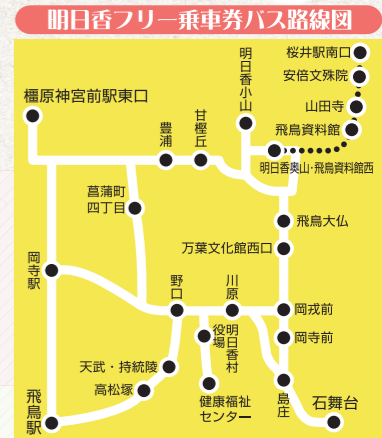 明日香フリー乗車券バス路線図
桜井駅南口
安倍文殊院
山田寺
飛鳥資料館
明日香小山
明日香奥山・飛鳥資料館西
橿原神宮前駅東口
豊浦
甘樫丘
菖蒲町
四丁目
飛鳥大仏
万葉文化館西口
岡寺駅
野口
川原
岡戎前
明日香村
役場
岡寺前
天武・持統陵
高松塚
健康福祉
センター
島庄
飛鳥駅
石舞台